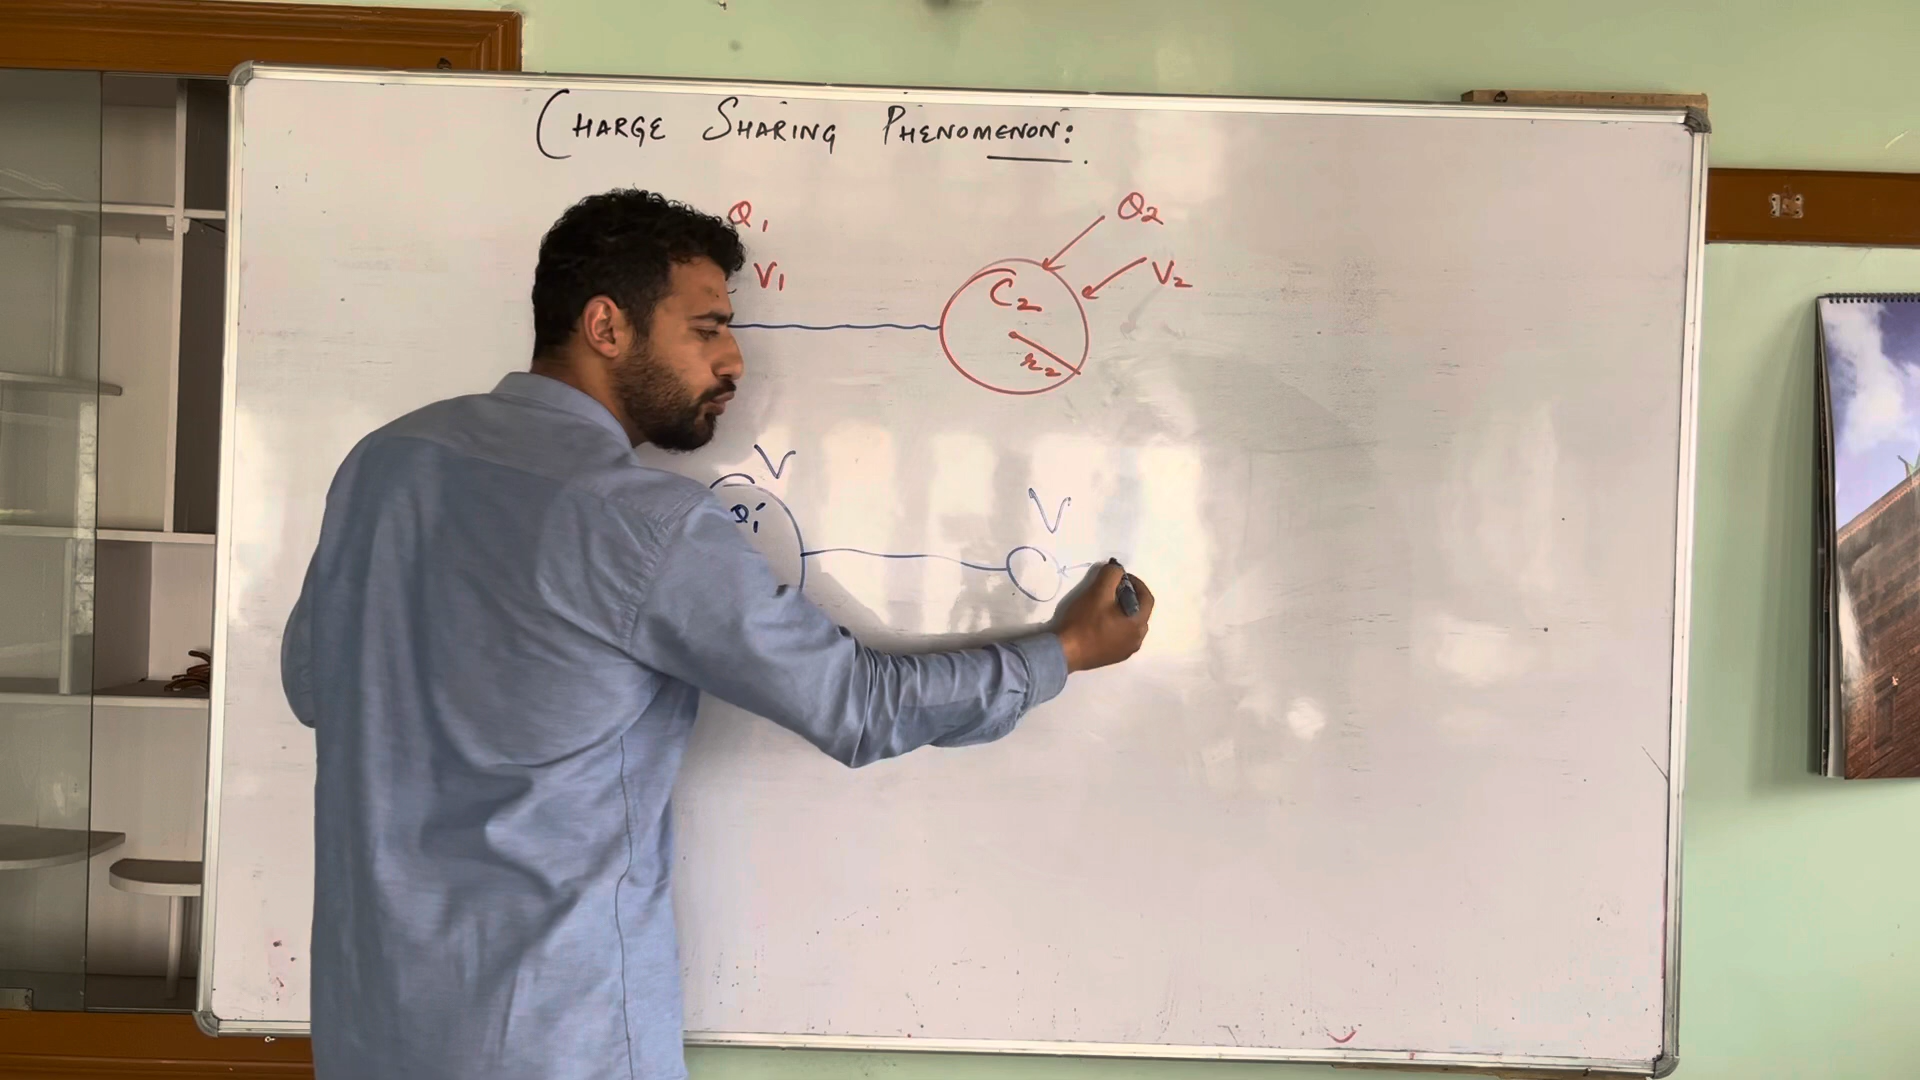 CHARGE SHARING PHENOMENON:
Q1
Q2
V1
V2
C2
r2
V
V
Q1'